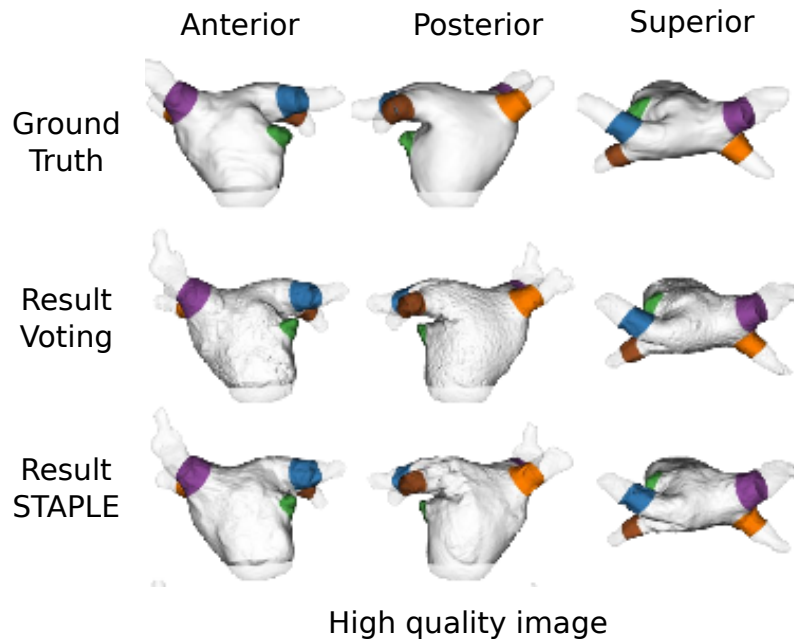 Anterior
Posterior
Superior
Ground
Truth
Result
Voting
Result
STAPLE
High quality image